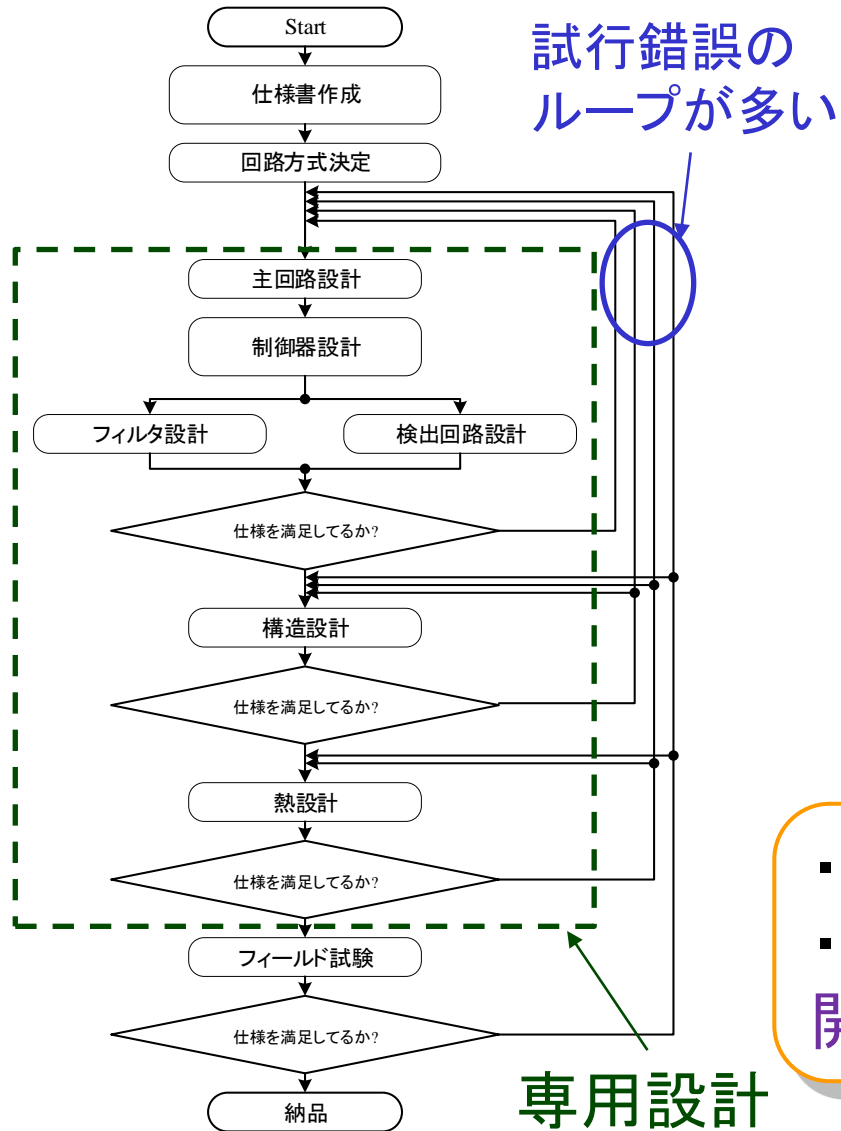 Start
試行錯誤の
ループが多い
仕様書作成
回路方式決定
主回路設計
制御器設計
フィルタ設計
検出回路設計
仕様を満足してるか?
構造設計
仕様を満足してるか?
熱設計
仕様を満足してるか?
フィールド試験
仕様を満足してるか?
納品
専用設計